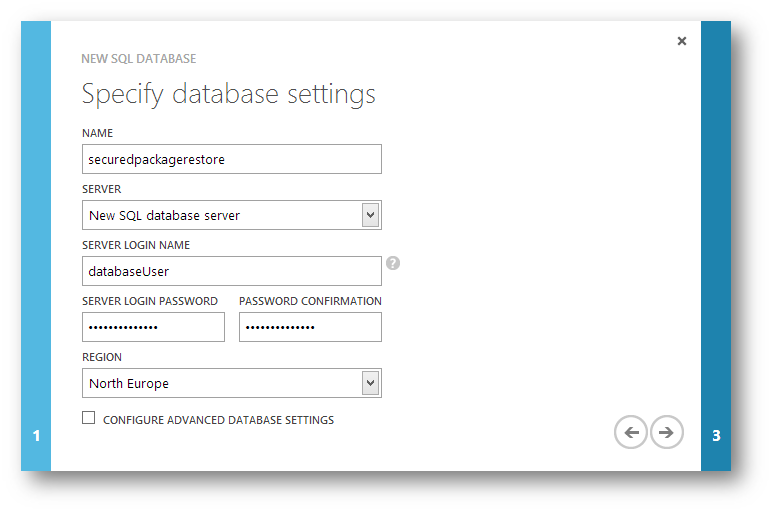 NEW SQL DATABASE
Specify database settings
NAME
securedpackagerestore
SERVER
New SQL database server
SERVER LOGIN NAME
databaseUser
?
SERVER LOGIN PASSWORD PASSWORD CONFIRMATION
•••••••••••••• ••••••••••••••
REGION
North Europe
CONFIGURE ADVANCED DATABASE SETTINGS
1
3